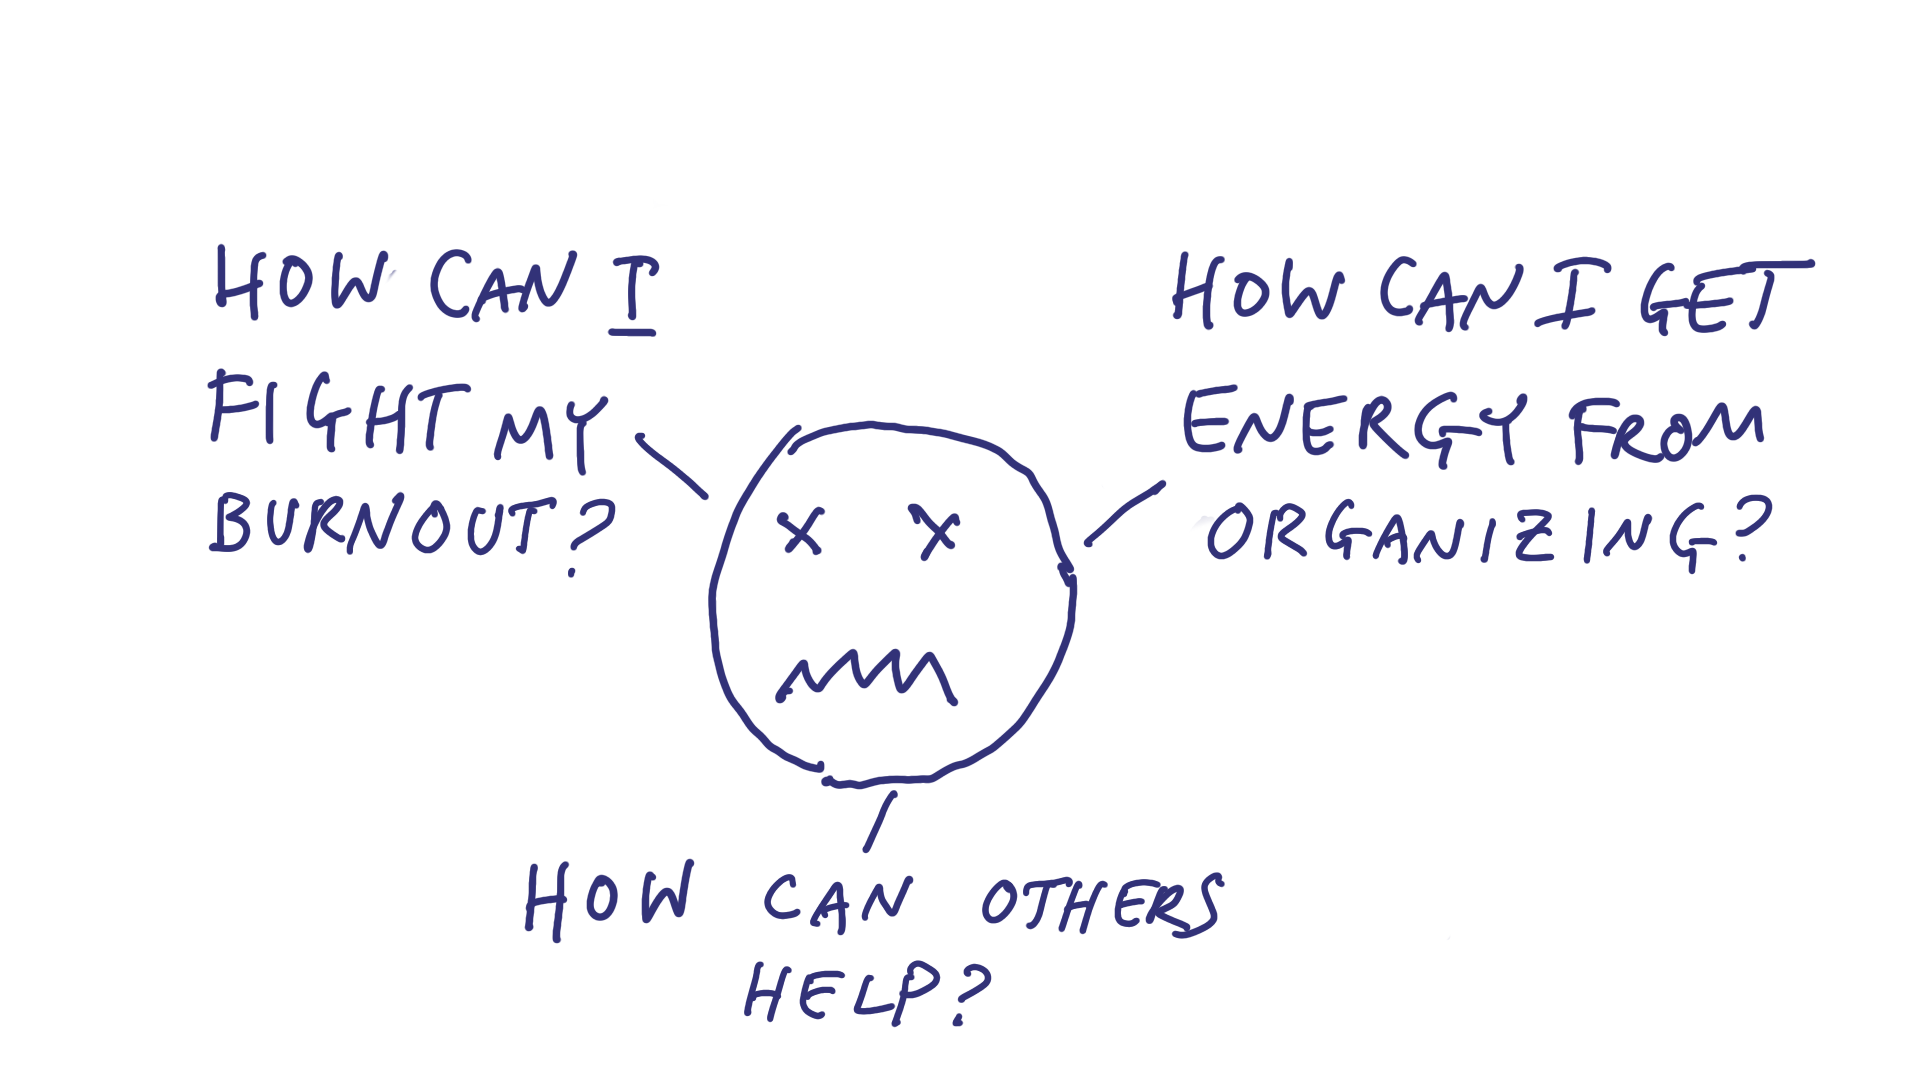 HOW CAN I
FIGHT MY
BURNOUT?
HOW CAN I GET
ENERGY FROM
ORGANIZING?
HOW CAN OTHERS
HELP?